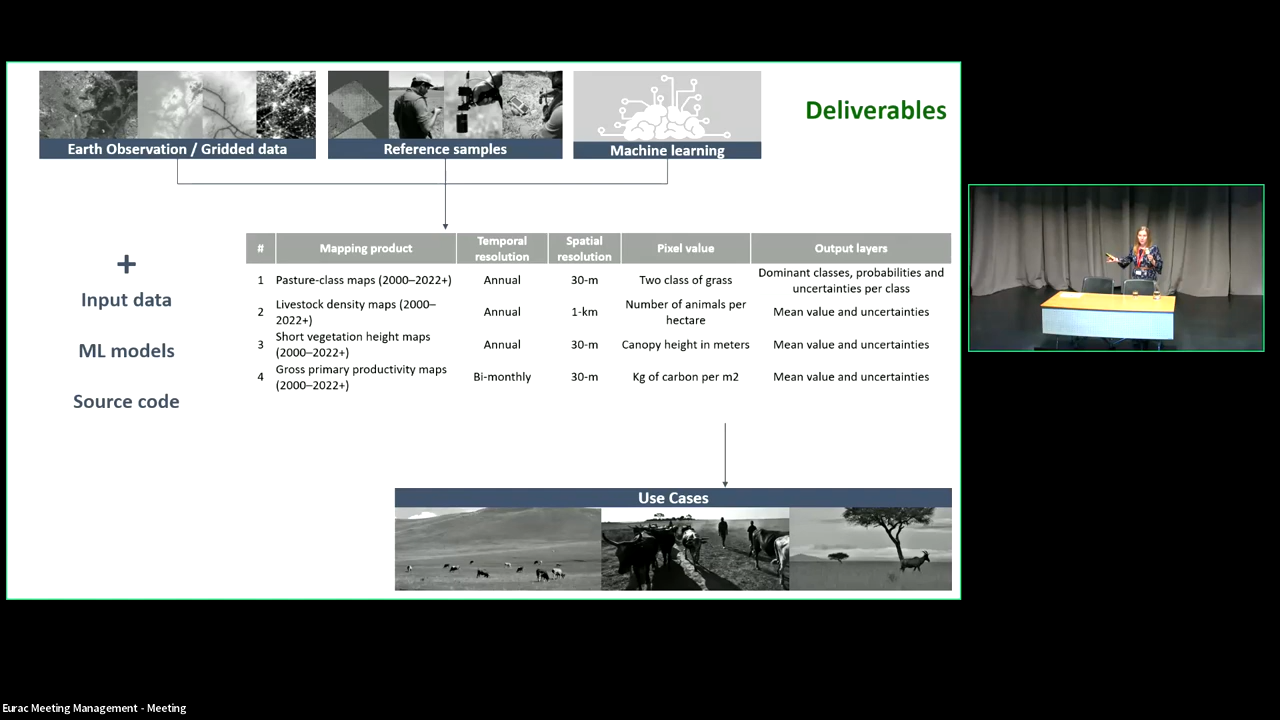 Deliverables
Earth Observation / Gridded data
Reference samples
Machine learning
+
Input data
ML models
Source code
# Mapping product Temporal resolution Spatial resolution Pixel value Output layers
1 Pasture-class maps (2000–2022+) Annual 30-m Two class of grass Dominant classes, probabilities and uncertainties per class
2 Livestock density maps (2000–2022+) Annual 1-km Number of animals per hectare Mean value and uncertainties
3 Short vegetation height maps (2000–2022+) Annual 30-m Canopy height in meters Mean value and uncertainties
4 Gross primary productivity maps (2000–2022+) Bi-monthly 30-m Kg of carbon per m2 Mean value and uncertainties
Use Cases
Eurac Meeting Management - Meeting